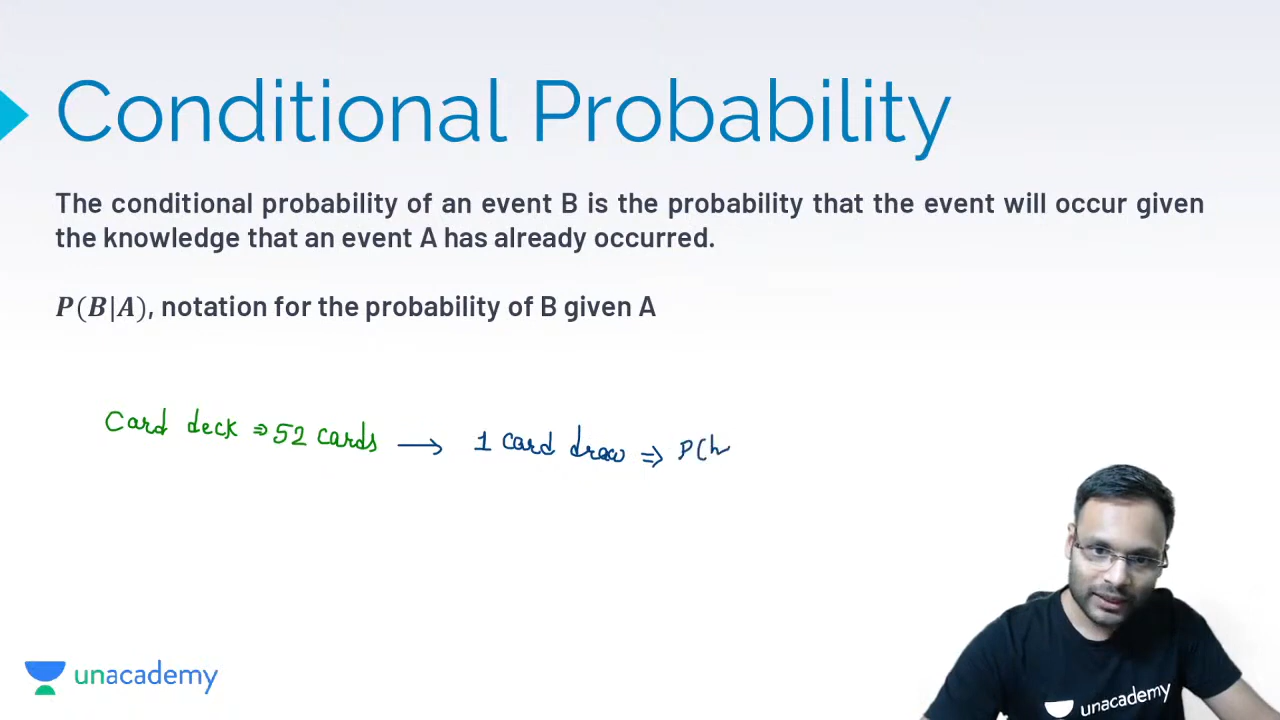 Conditional Probability
The conditional probability of an event B is the probability that the event will occur given
the knowledge that an event A has already occurred.
P(B|A), notation for the probability of B given A
Card deck ⇒ 52 cards ⟶ 1 card draw ⇒ P(h
unacademy
unacademy